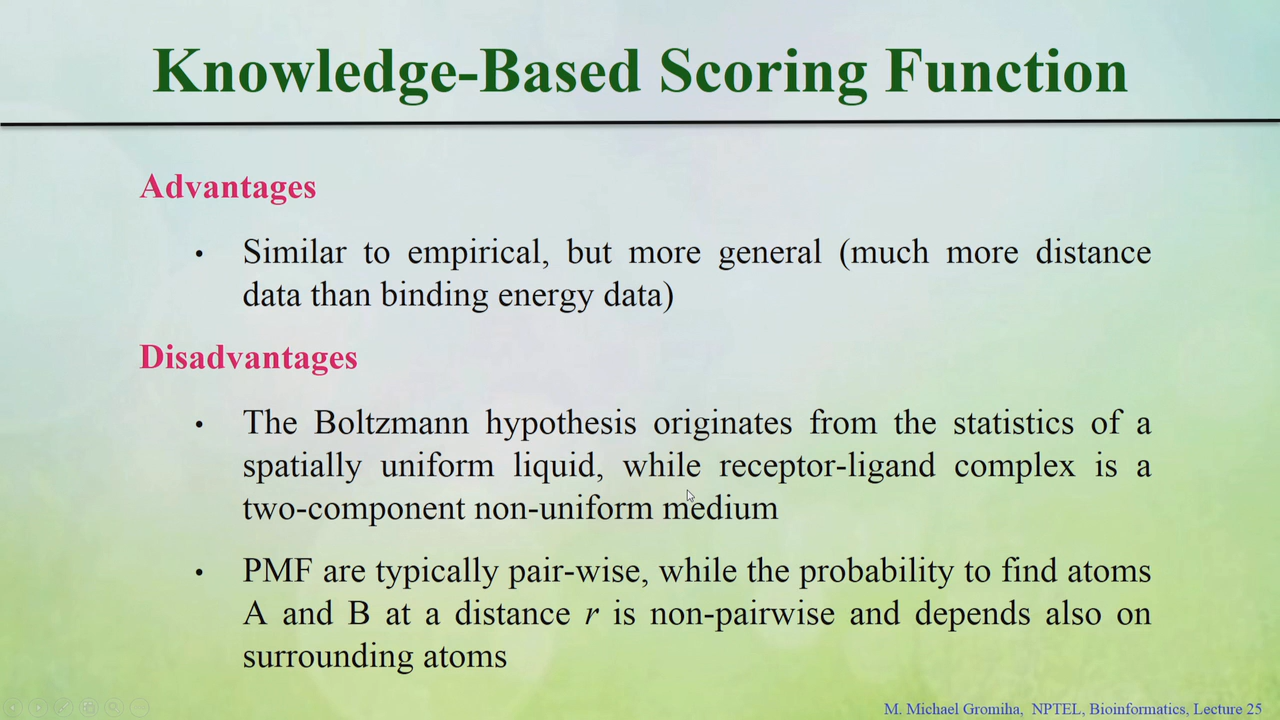 Knowledge-Based Scoring Function
Advantages
• Similar to empirical, but more general (much more distance
data than binding energy data)
Disadvantages
• The Boltzmann hypothesis originates from the statistics of a
spatially uniform liquid, while receptor-ligand complex is a
two-component non-uniform medium
• PMF are typically pair-wise, while the probability to find atoms
A and B at a distance r is non-pairwise and depends also on
surrounding atoms
M. Michael Gromiha, NPTEL, Bioinformatics, Lecture 25